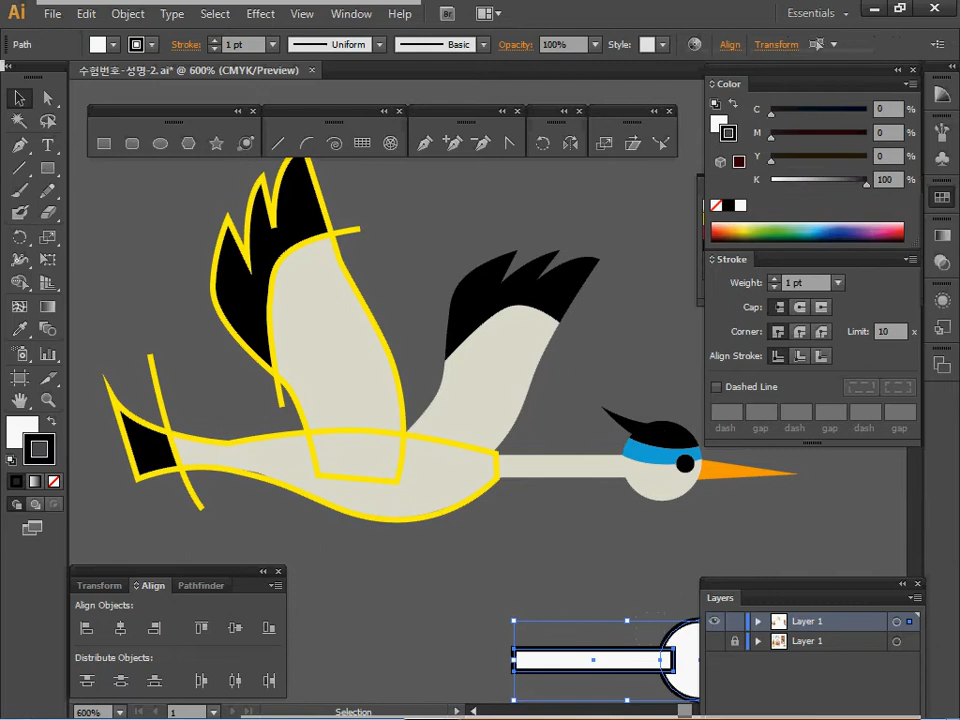 Ai File Edit Object Type Select Effect View Window Help Br Essentials
Path Stroke: 1 pt Uniform Basic Opacity: 100% Style: Align Transform
수험번호-성명-2.ai* @ 600% (CMYK/Preview)
Color
C 0 %
M 0 %
Y 0 %
K 100 %
Stroke
Weight: 1 pt
Cap:
Corner: Limit: 10 x
Align Stroke:
Dashed Line
dash gap dash gap dash gap
Transform Align Pathfinder
Align Objects:
Distribute Objects:
Layers
Layer 1
Layer 1
600% 1 Selection